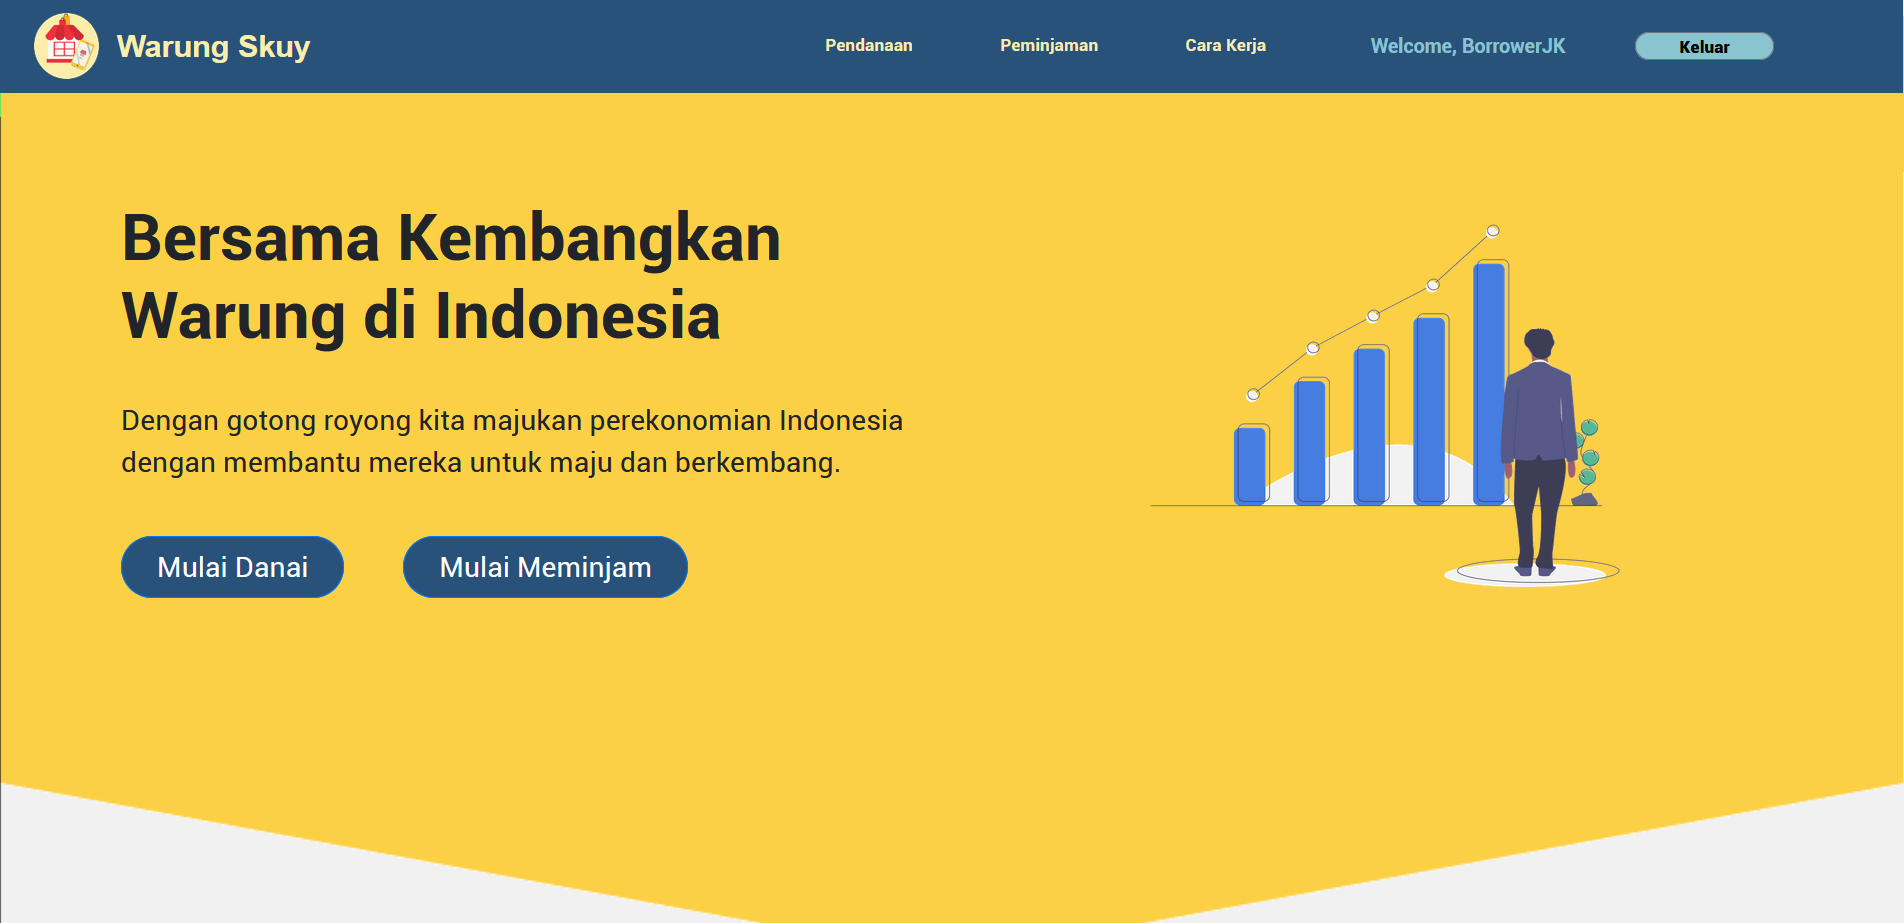 Warung Skuy
Pendanaan
Peminjaman
Cara Kerja
Welcome, BorrowerJK
Keluar
Bersama Kembangkan
Warung di Indonesia
Dengan gotong royong kita majukan perekonomian Indonesia
dengan membantu mereka untuk maju dan berkembang.
Mulai Danai
Mulai Meminjam